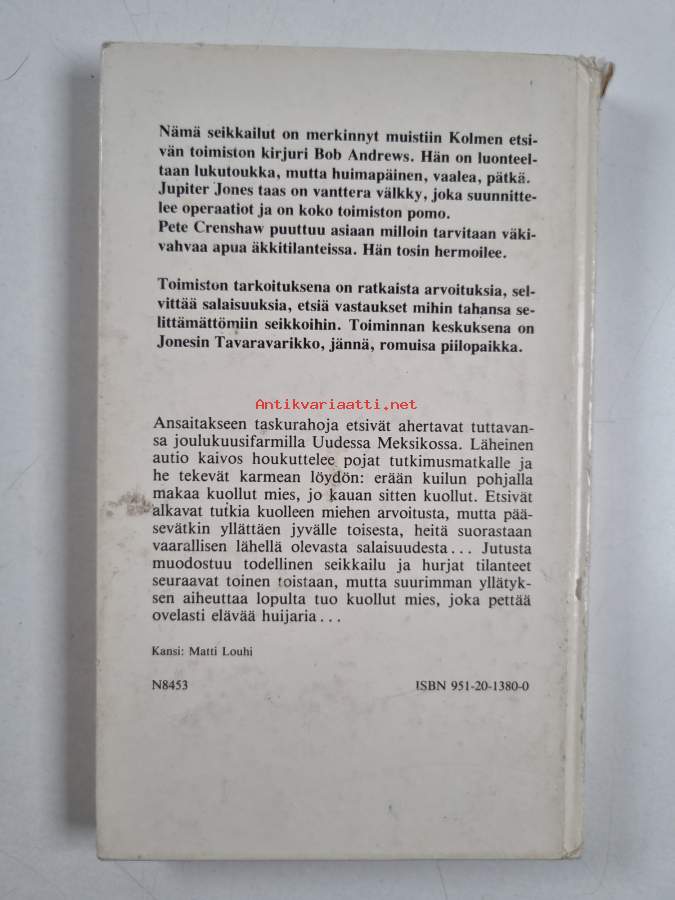 Nämä seikkailut on merkinnyt muistiin Kolmen etsi-
vän toimiston kirjuri Bob Andrews. Hän on luonteel-
taan lukutoukka, mutta huimapäinen, vaalea, pätkä.
Jupiter Jones taas on vanttera välkky, joka suunnitte-
lee operaatiot ja on koko toimiston pomo.
Pete Crenshaw puuttuu asiaan milloin tarvitaan väki-
vahvaa apua äkkitilanteissa. Hän tosin hermoilee.
Toimiston tarkoituksena on ratkaista arvoituksia, sel-
vittää salaisuuksia, etsiä vastaukset mihin tahansa se-
littämättömiin seikkoihin. Toiminnan keskuksena on
Jonesin Tavaravarikko, jännä, romuisa piilopaikka.
Antikvariaatti.net
Ansaitakseen taskurahoja etsivät ahertavat tuttavan-
sa joulukuusifarmilla Uudessa Meksikossa. Läheinen
autio kaivos houkuttelee pojat tutkimusmatkalle ja
he tekevät karmean löydön: erään kuilun pohjalla
makaa kuollut mies, jo kauan sitten kuollut. Etsivät
alkavat tutkia kuolleen miehen arvoitusta, mutta pää-
sevätkin yllättäen jyvälle toisesta, heitä suorastaan
vaarallisen lähellä olevasta salaisuudesta... Jutusta
muodostuu todellinen seikkailu ja hurjat tilanteet
seuraavat toinen toistaan, mutta suurimman yllätyk-
sen aiheuttaa lopulta tuo kuollut mies, joka pettää
ovelasti elävää huijaria...
Kansi: Matti Louhi
N8453 ISBN 951-20-1380-0